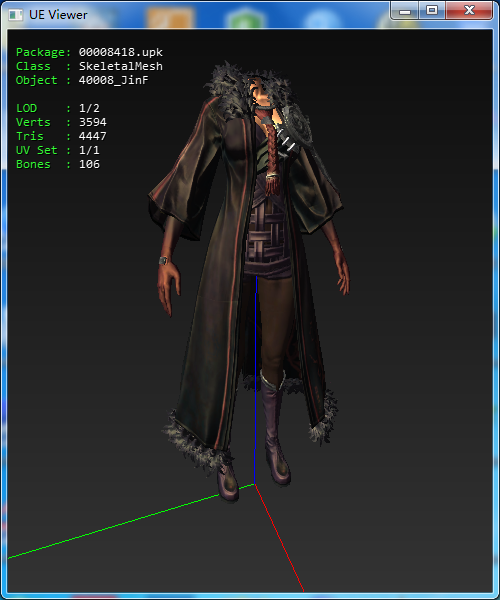 UE Viewer
Package: 00008418.upk
Class : SkeletalMesh
Object : 40008_JinF
LOD : 1/2
Verts : 3594
Tris : 4447
UV Set : 1/1
Bones : 106